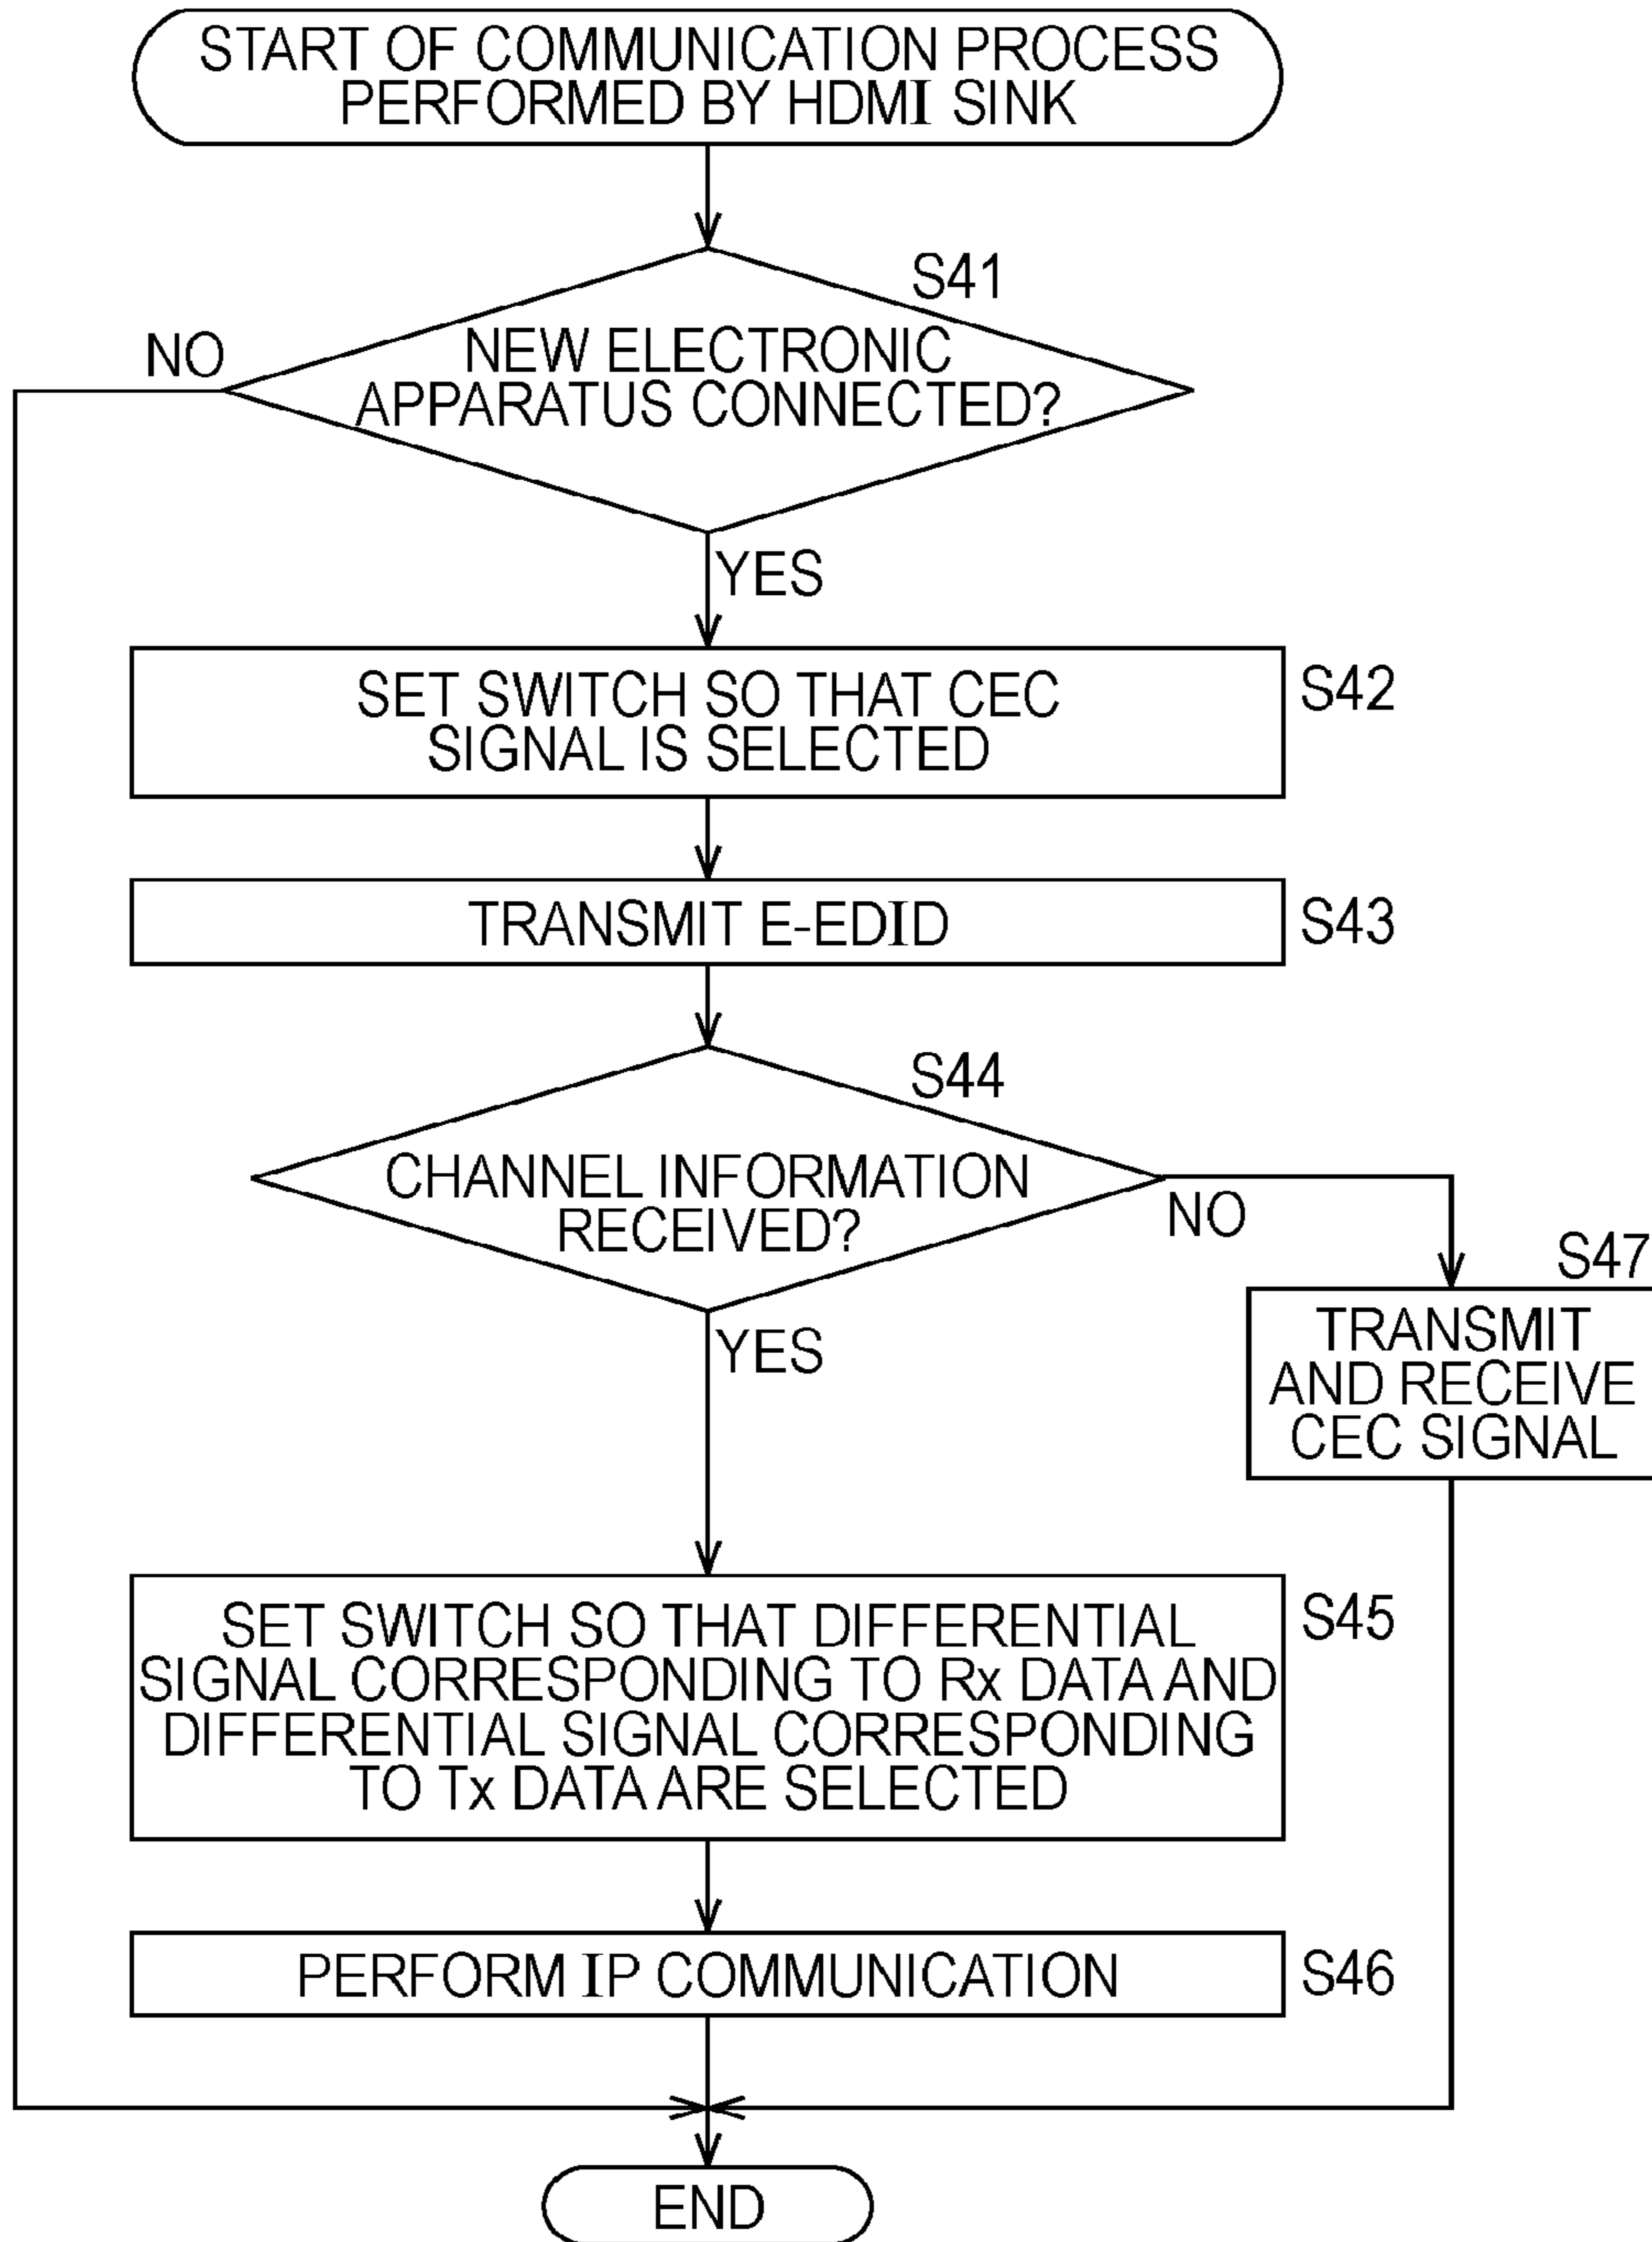 START OF COMMUNICATION PROCESS
PERFORMED BY HDMI SINK
S41
NO
NEW ELECTRONIC
APPARATUS CONNECTED?
YES
SET SWITCH SO THAT CEC
SIGNAL IS SELECTED
S42
TRANSMIT E-EDID
S43
S44
CHANNEL INFORMATION
RECEIVED?
NO
YES
S47
TRANSMIT
AND RECEIVE
CEC SIGNAL
SET SWITCH SO THAT DIFFERENTIAL
SIGNAL CORRESPONDING TO Rx DATA AND
DIFFERENTIAL SIGNAL CORRESPONDING
TO Tx DATA ARE SELECTED
S45
PERFORM IP COMMUNICATION
S46
END